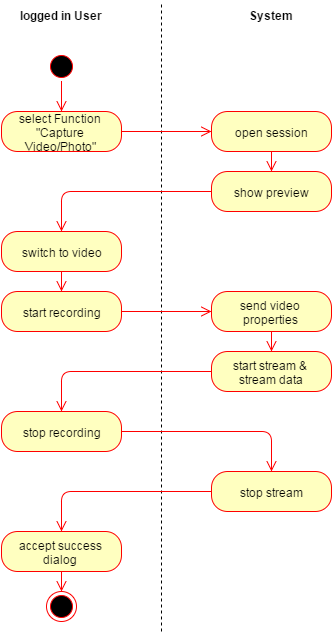 logged in User
System
select Function
"Capture
Video/Photo"
open session
show preview
switch to video
start recording
send video
properties
start stream &
stream data
stop recording
stop stream
accept success
dialog